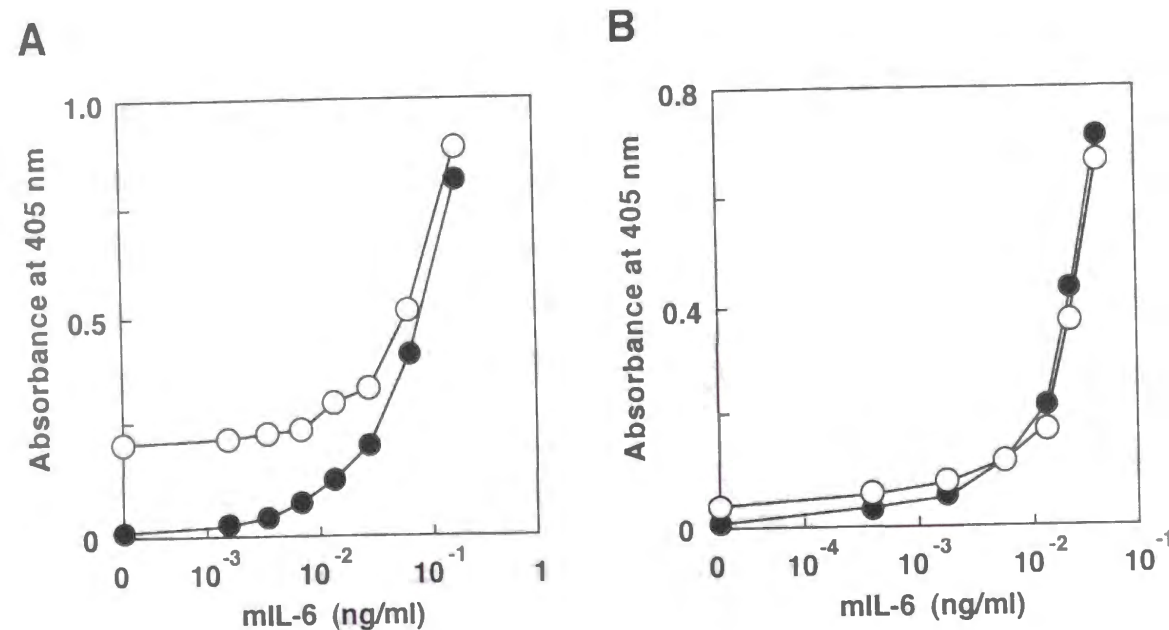 A
1.0
0.5
0
Absorbance at 405 nm
0 10-3 10-2 10-1 1
mIL-6 (ng/ml)
B
0.8
0.4
0
Absorbance at 405 nm
0 10-4 10-3 10-2 10-1
mIL-6 (ng/ml)